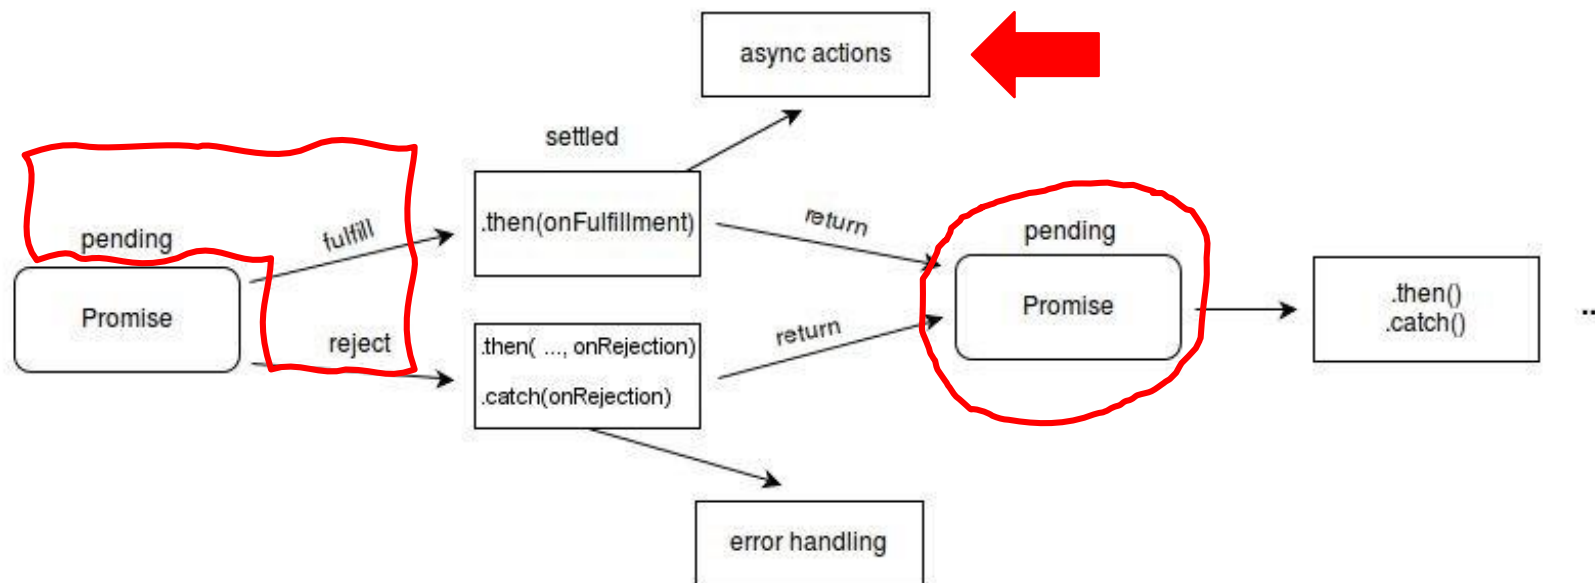 async actions
settled
pending
fulfill
.then(onFulfillment)
return
pending
Promise
reject
.then( ..., onRejection)
.catch(onRejection)
return
Promise
.then()
.catch()
..
error handling